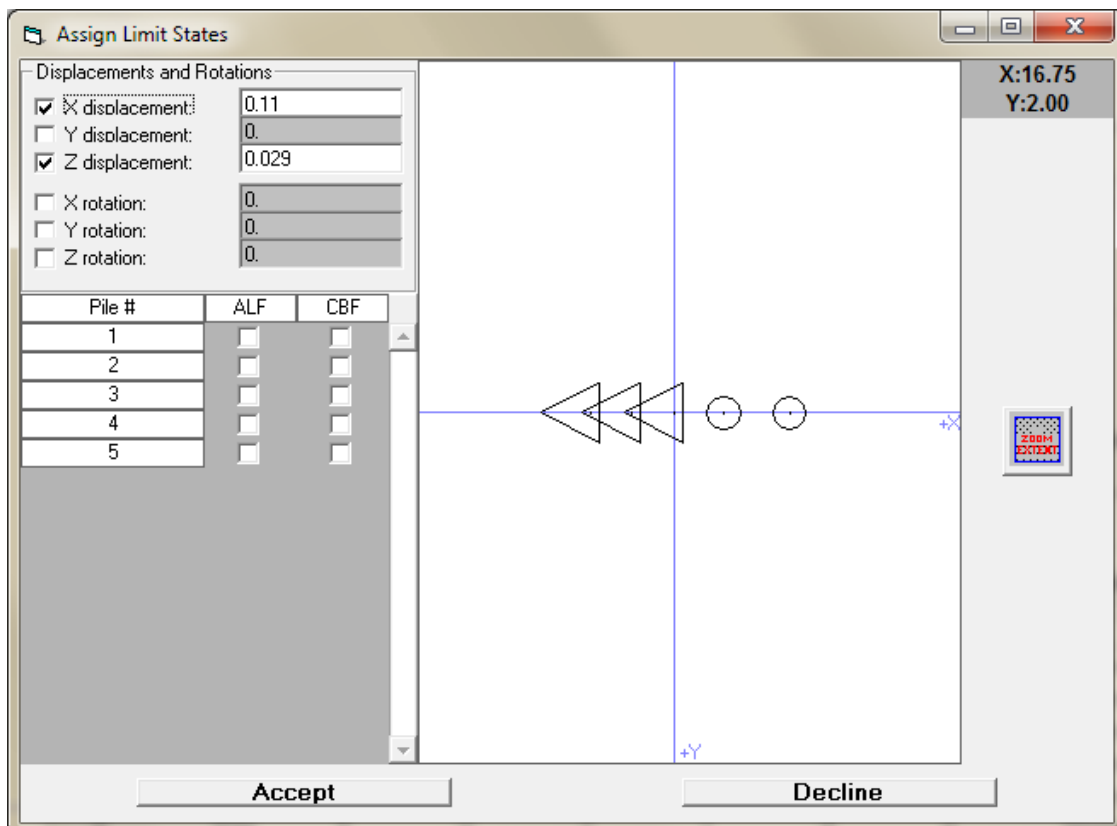 Assign Limit States
Displacements and Rotations
X displacement: 0.11
Y displacement: 0.
Z displacement: 0.029
X rotation: 0.
Y rotation: 0.
Z rotation: 0.
Pile # ALF CBF
1
2
3
4
5
+X
+Y
X:16.75
Y:2.00
ZOOM
EXTEXT
Accept Decline